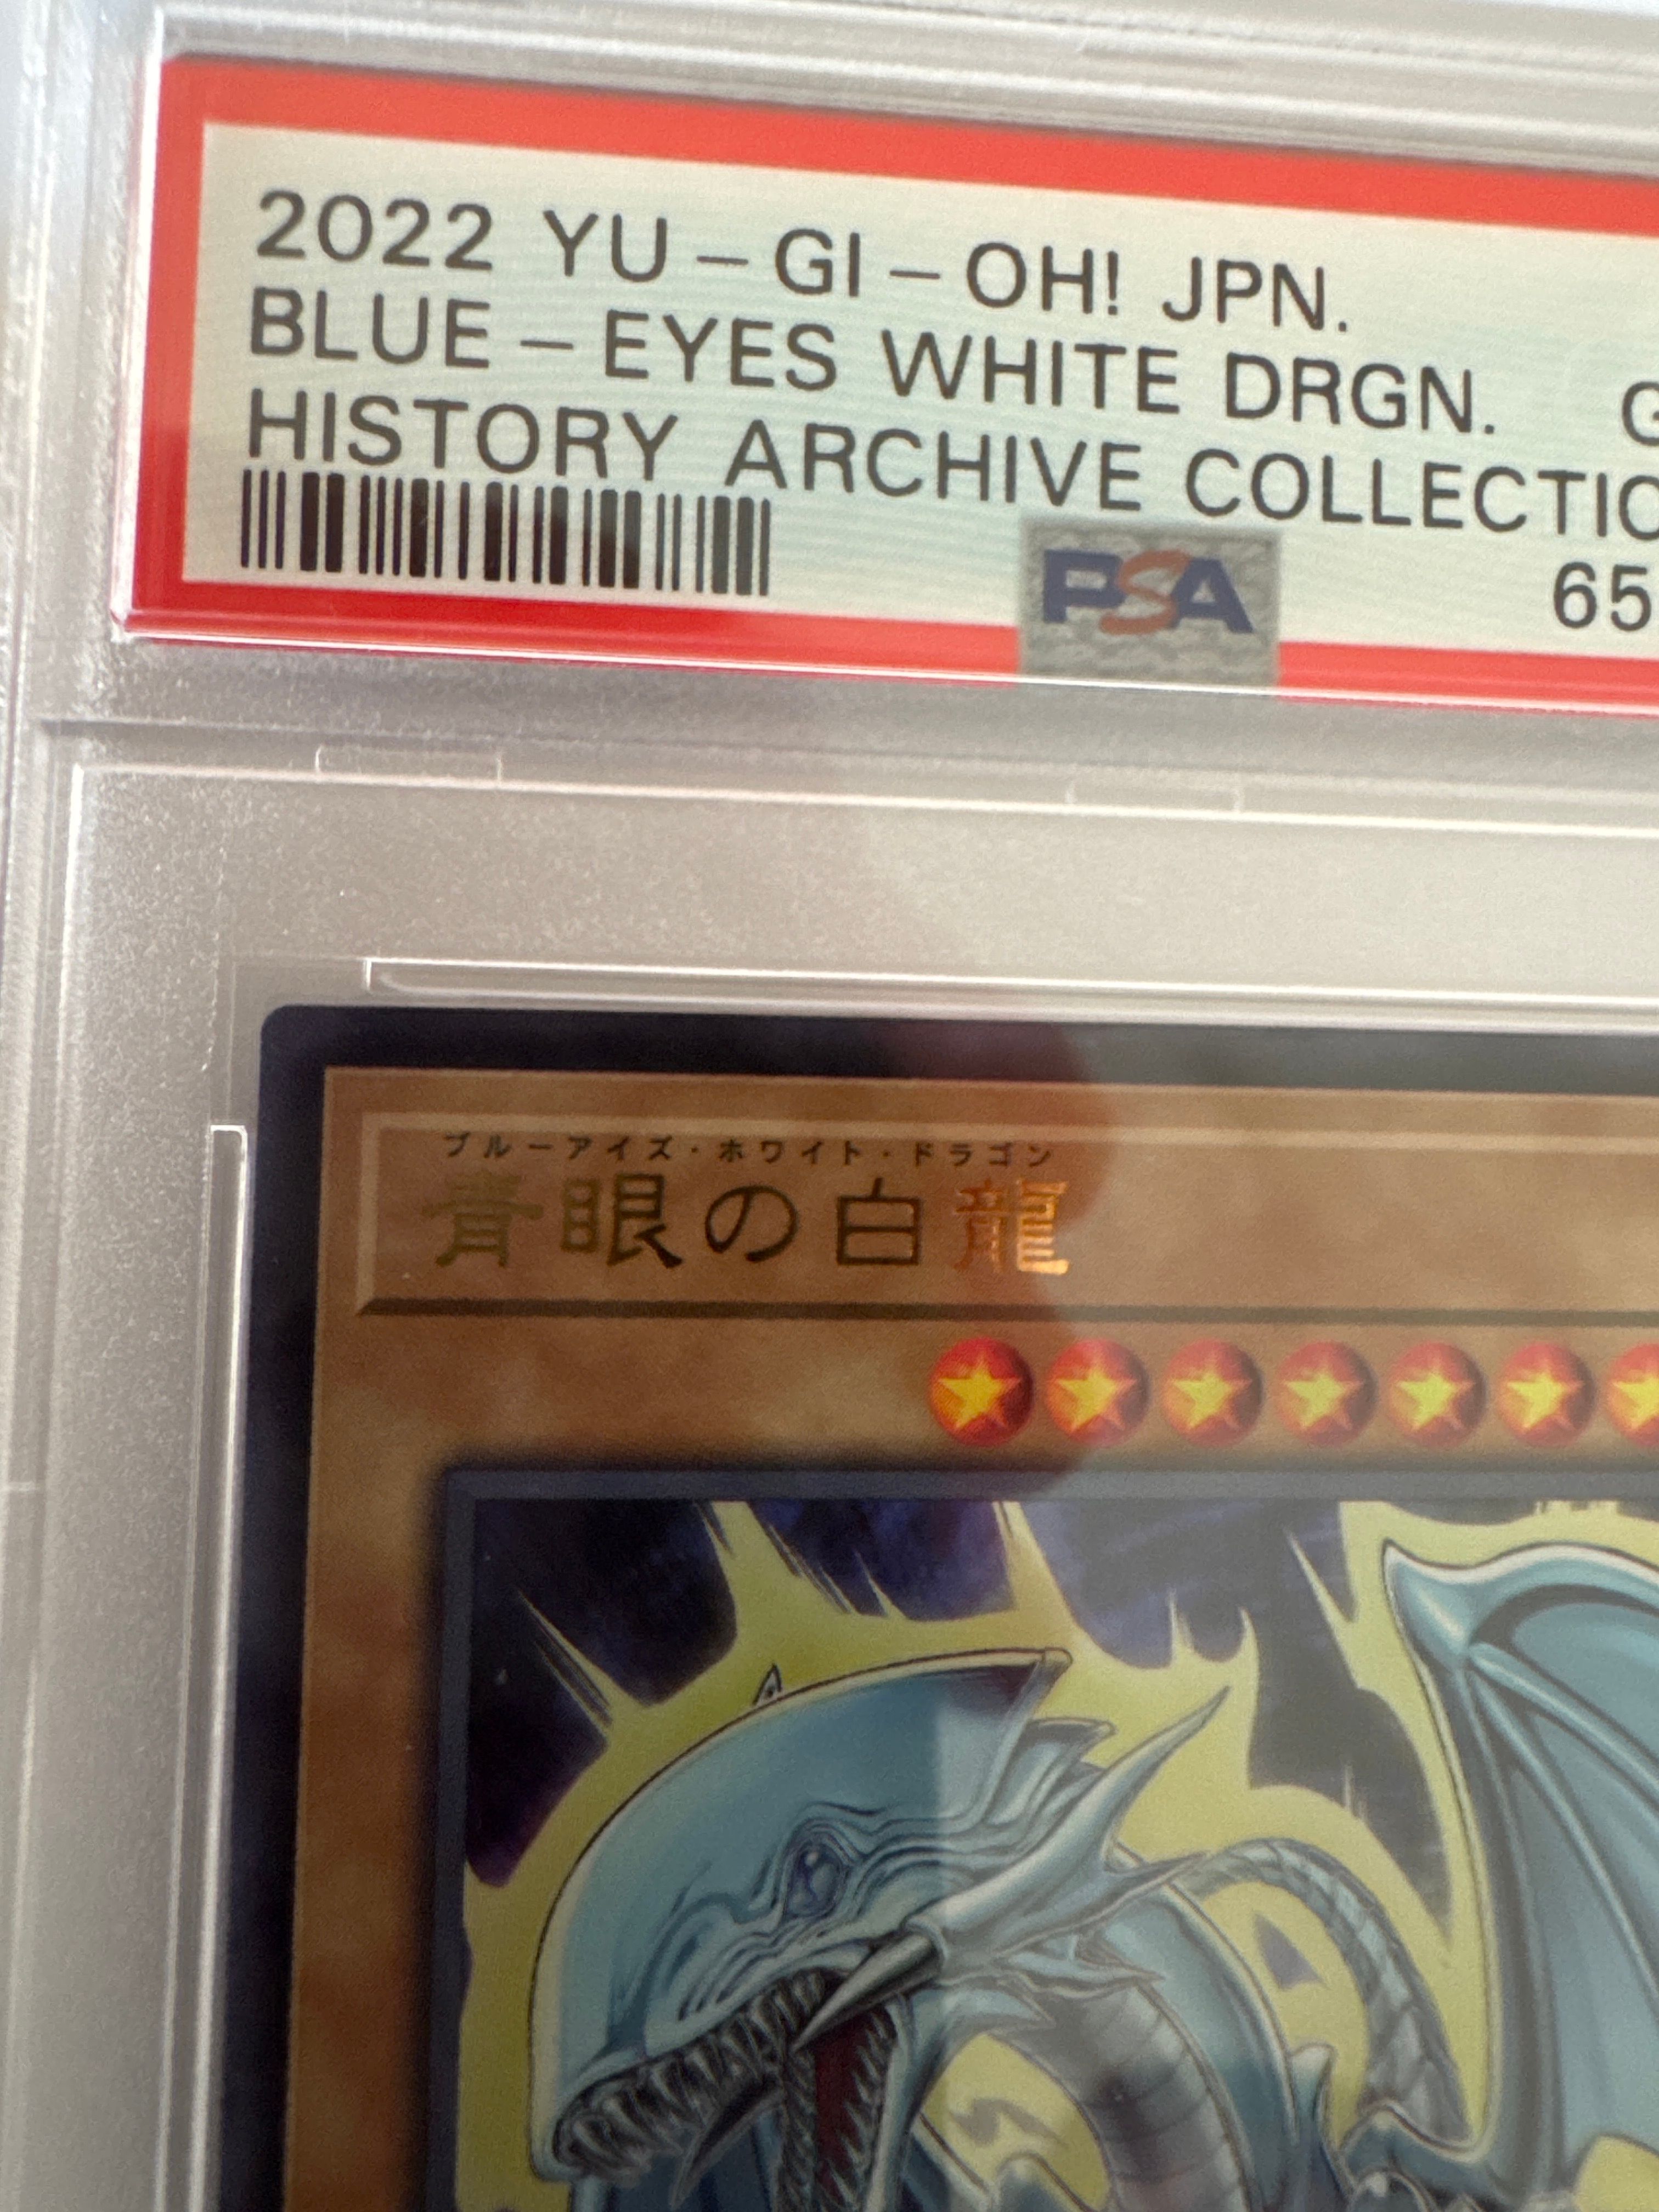 2022 YU-GI-OH! JPN.
BLUE-EYES WHITE DRGN.
HISTORY ARCHIVE
PSA
65
ブルーアイズ・ホワイト・ドラゴン
青眼の白龍